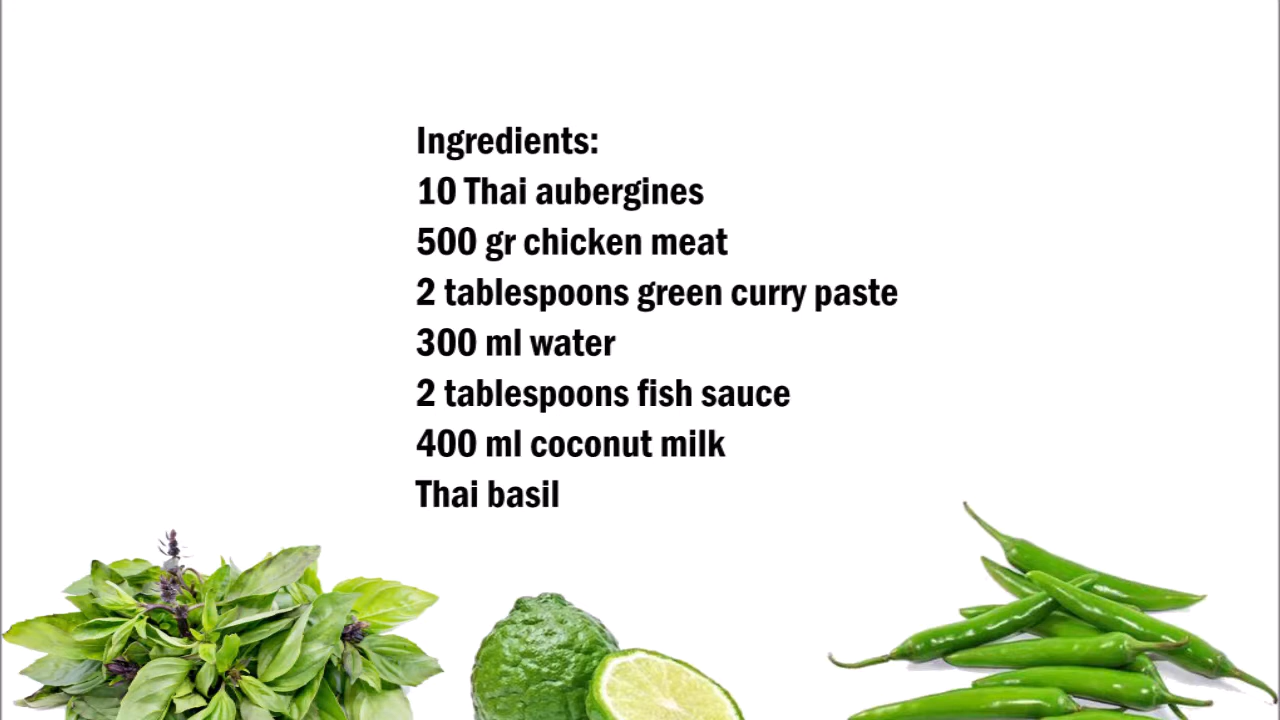 Ingredients:
10 Thai aubergines
500 gr chicken meat
2 tablespoons green curry paste
300 ml water
2 tablespoons fish sauce
400 ml coconut milk
Thai basil